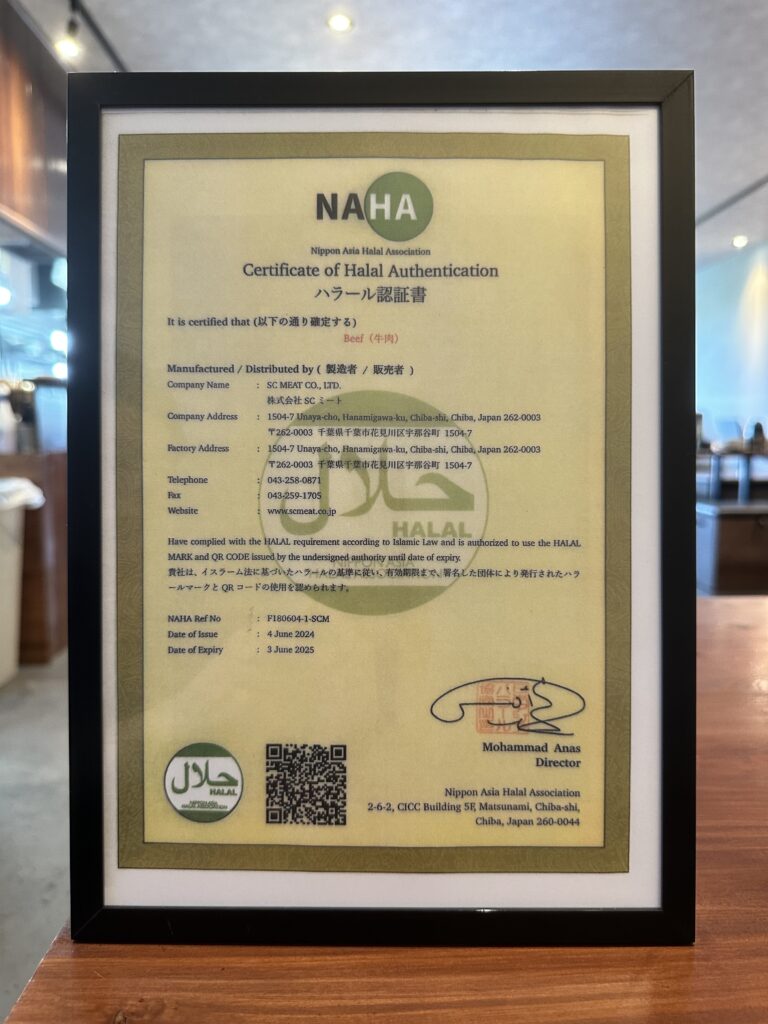 NAHA
Nippon Asia Halal Association
Certificate of Halal Authentication
ハラール認証書
It is certified that (以下の通り確定する)
Beef（牛肉）
Manufactured / Distributed by ( 製造者 / 販売者 )
Company Name : SC MEAT CO., LTD.
株式会社 SC ミート
Company Address : 1504-7 Unaya-cho, Hanamigawa-ku, Chiba-shi, Chiba, Japan 262-0003
〒262-0003 千葉県千葉市花見川区宇那谷町 1504-7
Factory Address : 1504-7 Unaya-cho, Hanamigawa-ku, Chiba-shi, Chiba, Japan 262-0003
〒262-0003 千葉県千葉市花見川区宇那谷町 1504-7
Telephone : 043-258-0871
Fax : 043-259-1705
Website : www.scmeat.co.jp
حلال
HALAL
Have complied with the HALAL requirement according to Islamic Law and is authorized to use the HALAL
MARK and QR CODE issued by the undersigned authority until date of expiry.
NIPPON ASIA
貴社は、イスラーム法に基づいたハラールの基準に従い、有効期限まで、署名した団体により発行されたハラ
ールマークと QR コードの使用を認められます。
NAHA Ref No : F180604-1-SCM
Date of Issue : 4 June 2024
Date of Expiry : 3 June 2025
Mohammad Anas
Director
حلال
HALAL
NIPPON ASIA
HALAL ASSOCIATION
Nippon Asia Halal Association
2-6-2, CICC Building 5F, Matsunami, Chiba-shi,
Chiba, Japan 260-0044